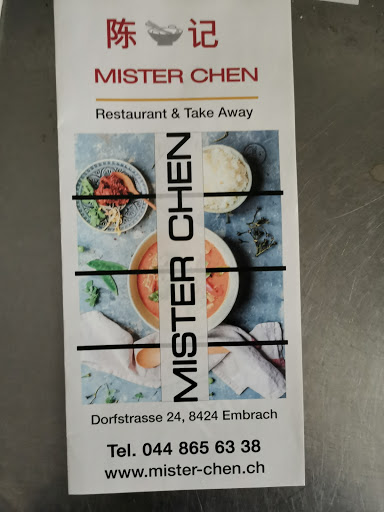 陈记
MISTER CHEN
Restaurant & Take Away
MISTER CHEN
Dorfstrasse 24, 8424 Embrach
Tel. 044 865 63 38
www.mister-chen.ch